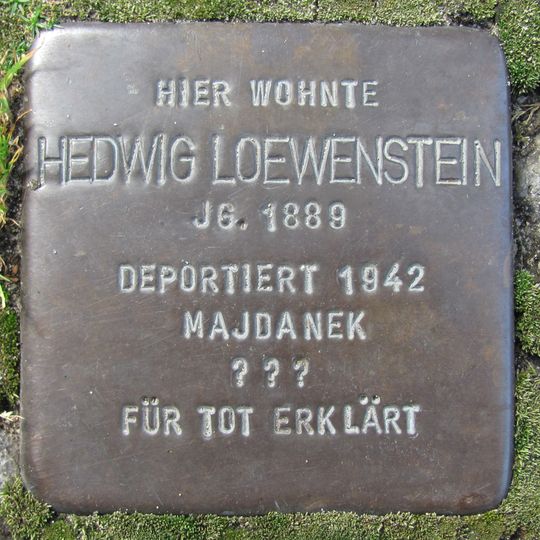 HIER WOHNTE
HEDWIG LOEWENSTEIN
JG. 1889
DEPORTIERT 1942
MAJDANEK
? ? ?
FÜR TOT ERKLÄRT